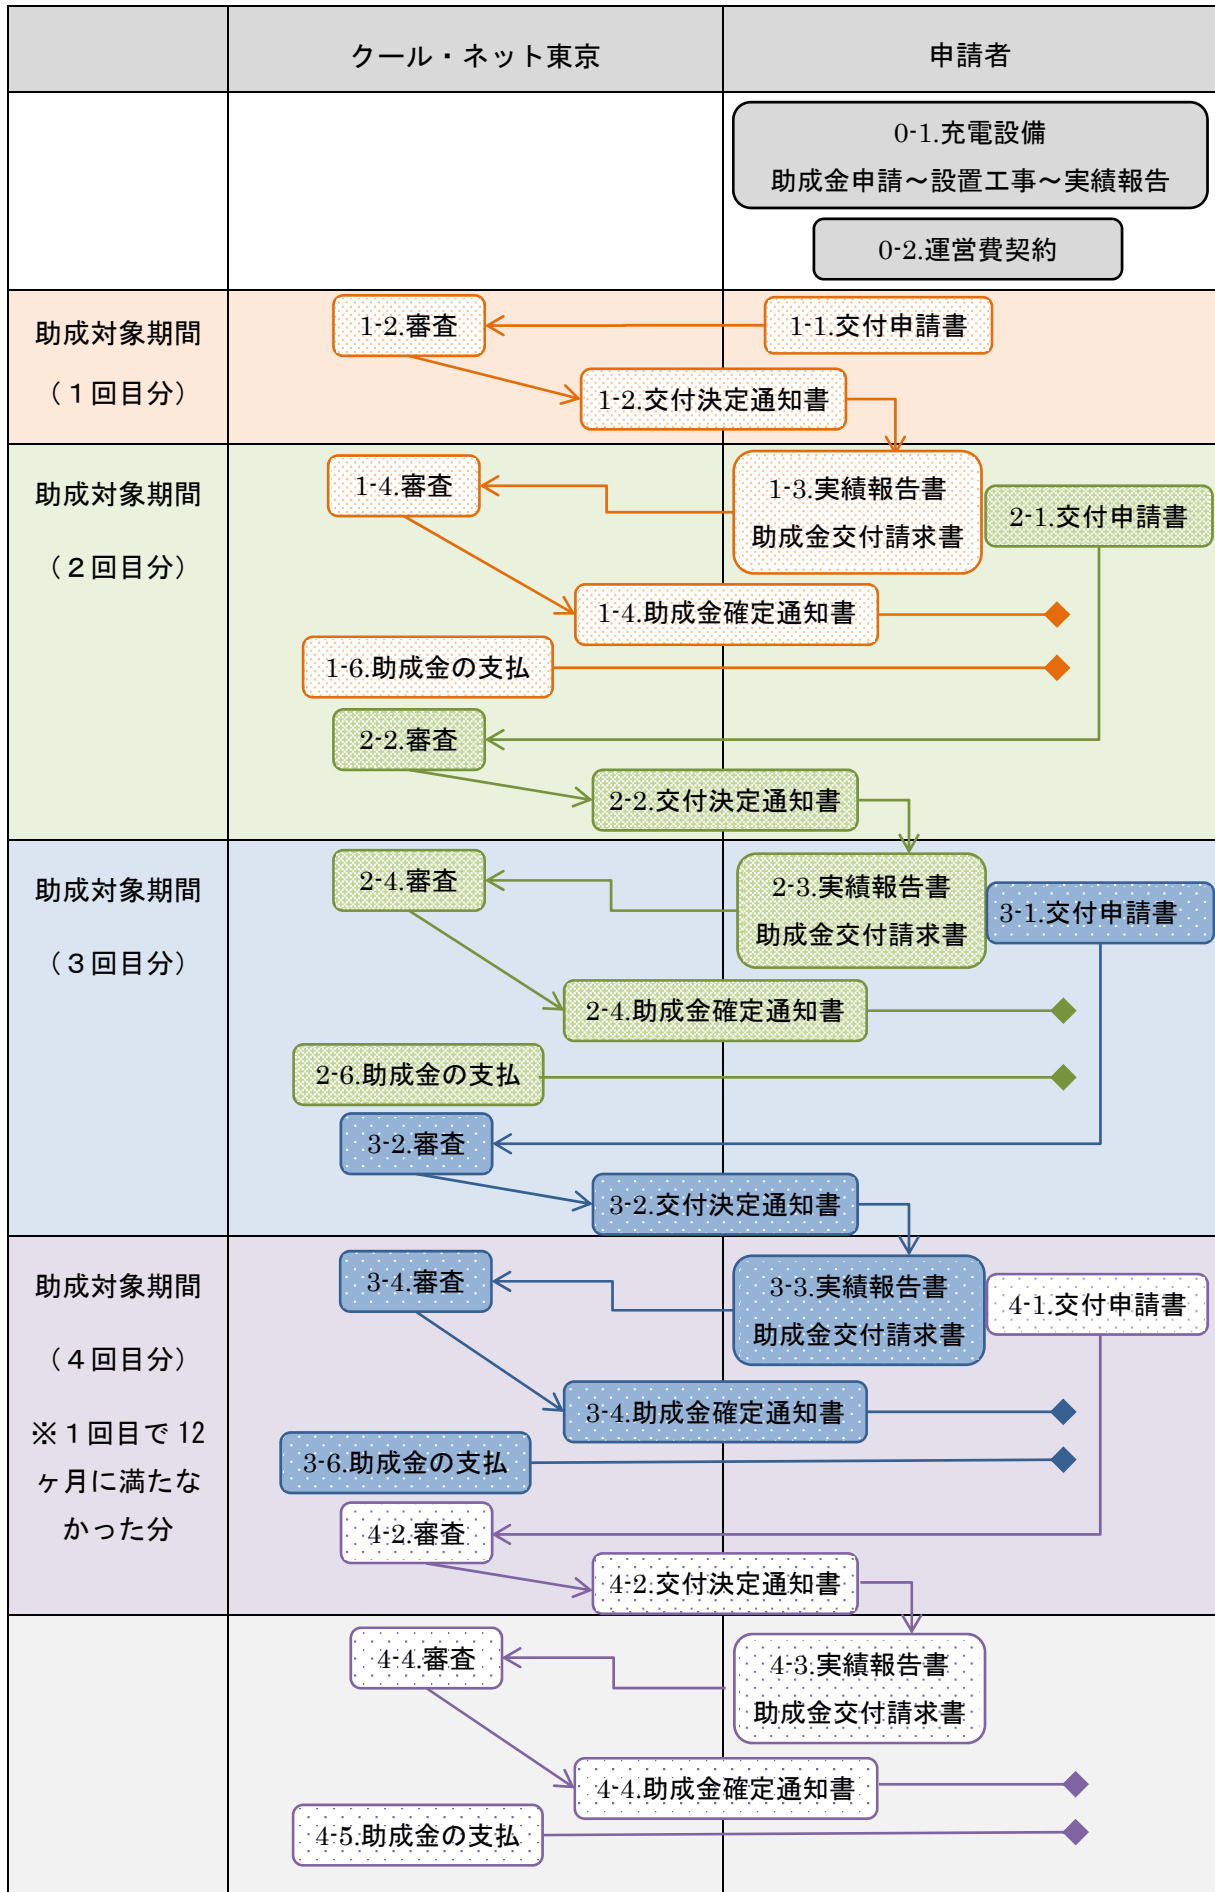 クール・ネット東京
申請者
0-1.充電設備
助成金申請～設置工事～実績報告
0-2.運営費契約
助成対象期間
（１回目分）
1-2.審査
1-1.交付申請書
1-2.交付決定通知書
助成対象期間
（２回目分）
1-4.審査
1-3.実績報告書
助成金交付請求書
2-1.交付申請書
1-4.助成金確定通知書
1-6.助成金の支払
2-2.審査
2-2.交付決定通知書
助成対象期間
（３回目分）
2-4.審査
2-3.実績報告書
助成金交付請求書
3-1.交付申請書
2-4.助成金確定通知書
2-6.助成金の支払
3-2.審査
3-2.交付決定通知書
助成対象期間
（４回目分）
※１回目で 12
ヶ月に満たな
かった分
3-4.審査
3-3.実績報告書
助成金交付請求書
4-1.交付申請書
3-4.助成金確定通知書
3-6.助成金の支払
4-2.審査
4-2.交付決定通知書
4-4.審査
4-3.実績報告書
助成金交付請求書
4-4.助成金確定通知書
4-5.助成金の支払